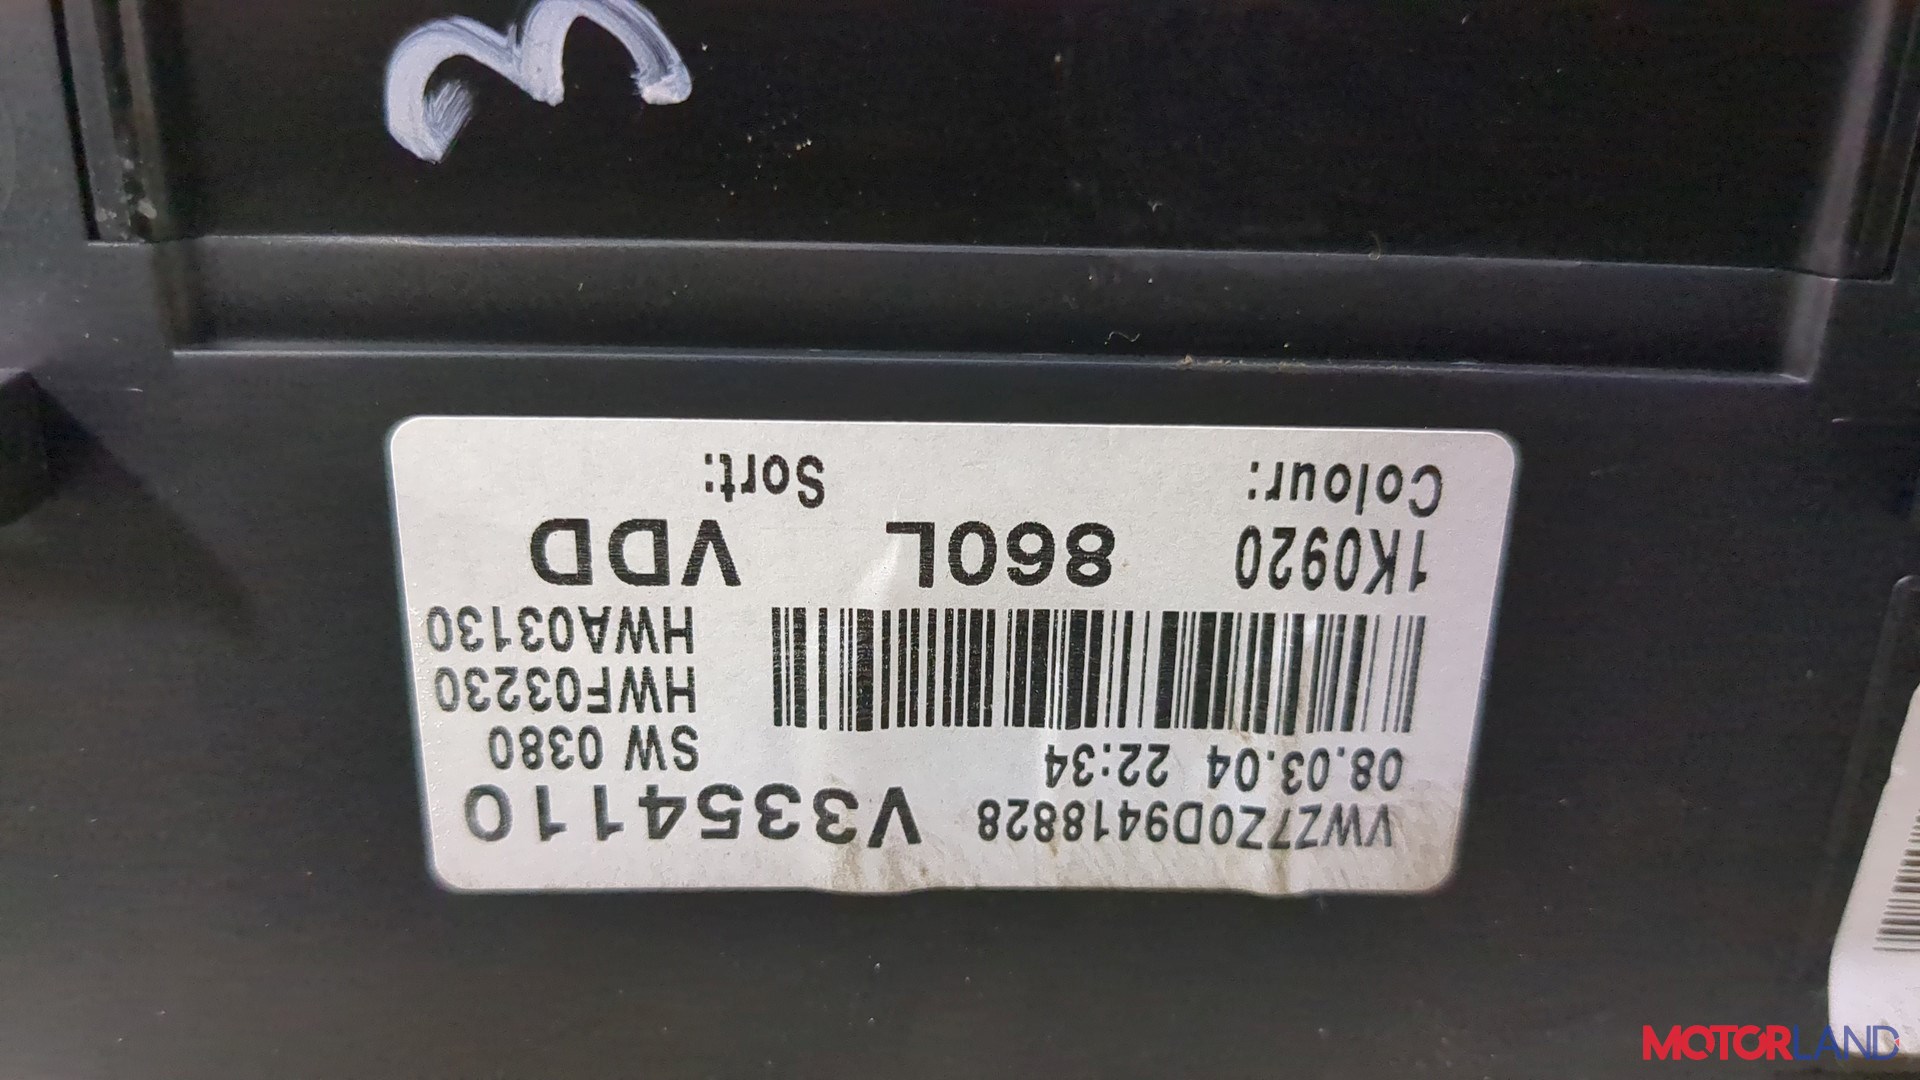 VWZ7Z0D9418828 V3354110
08.03.04 22:34 SW 0380
HWF03230
HWA03130
1K0920 860L VDD
Colour: Sort:
3
MOTORLAND